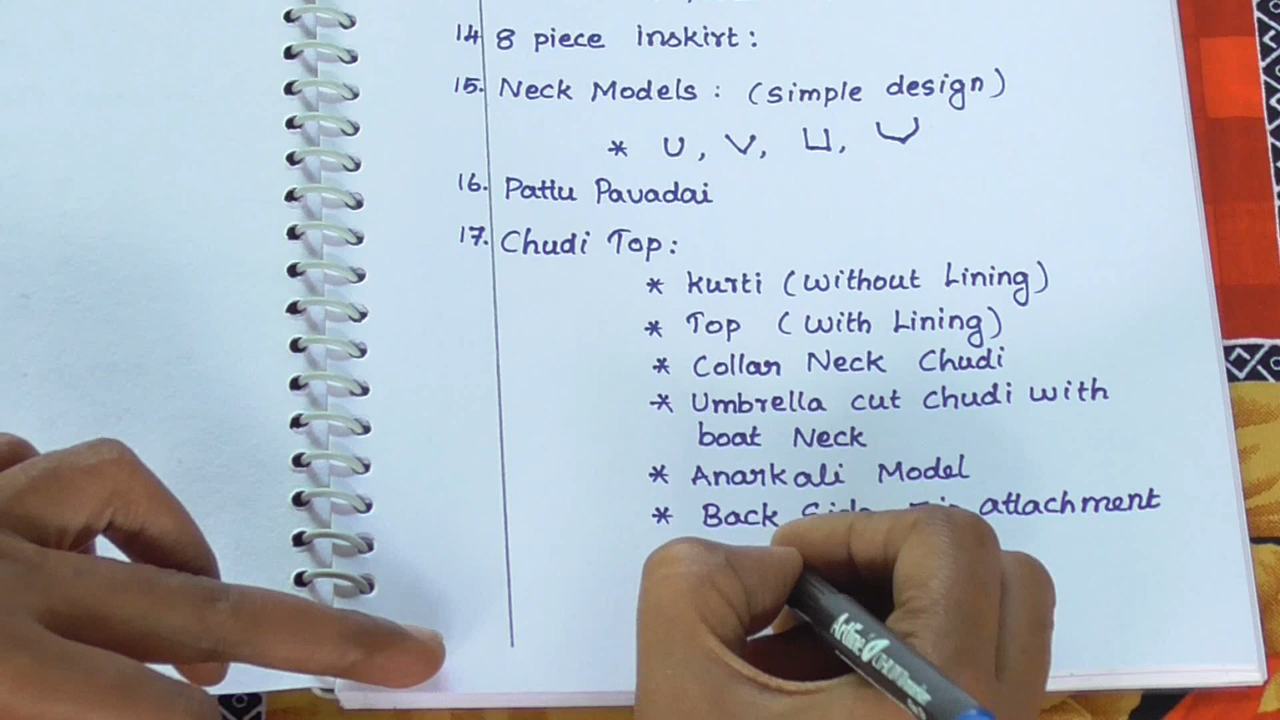 14 8 piece inskirt:
15. Neck Models : (simple design)
* U, V,
16. Pattu Pavadai
17. Chudi Top:
* Kurti (without Lining)
* Top (with Lining)
* Collar Neck Chudi
* Umbrella cut chudi with
boat Neck
* Anarkali Model
* Back attachment
Artline